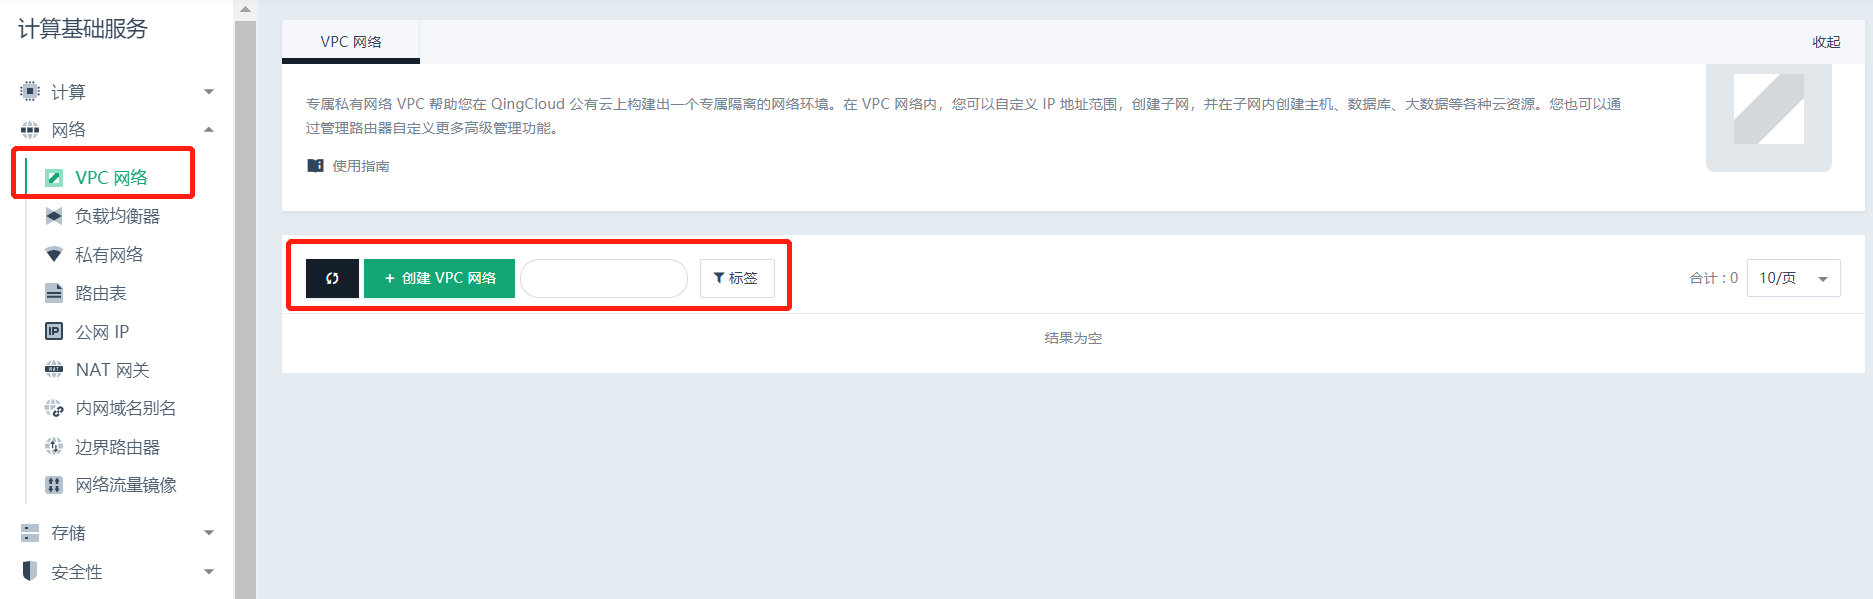 计算基础服务
计算
网络
VPC 网络
负载均衡器
私有网络
路由表
IP 公网 IP
NAT NAT 网关
内网域名别名
边界路由器
网络流量镜像
存储
安全性
VPC 网络
收起
专属私有网络 VPC 帮助您在 QingCloud 公有云上构建出一个专属隔离的网络环境。在 VPC 网络内，您可以自定义 IP 地址范围，创建子网，并在子网内创建主机、数据库、大数据等各种云资源。您也可以通
过管理路由器自定义更多高级管理功能。
使用指南
+ 创建 VPC 网络
标签
合计：0
10/页
结果为空